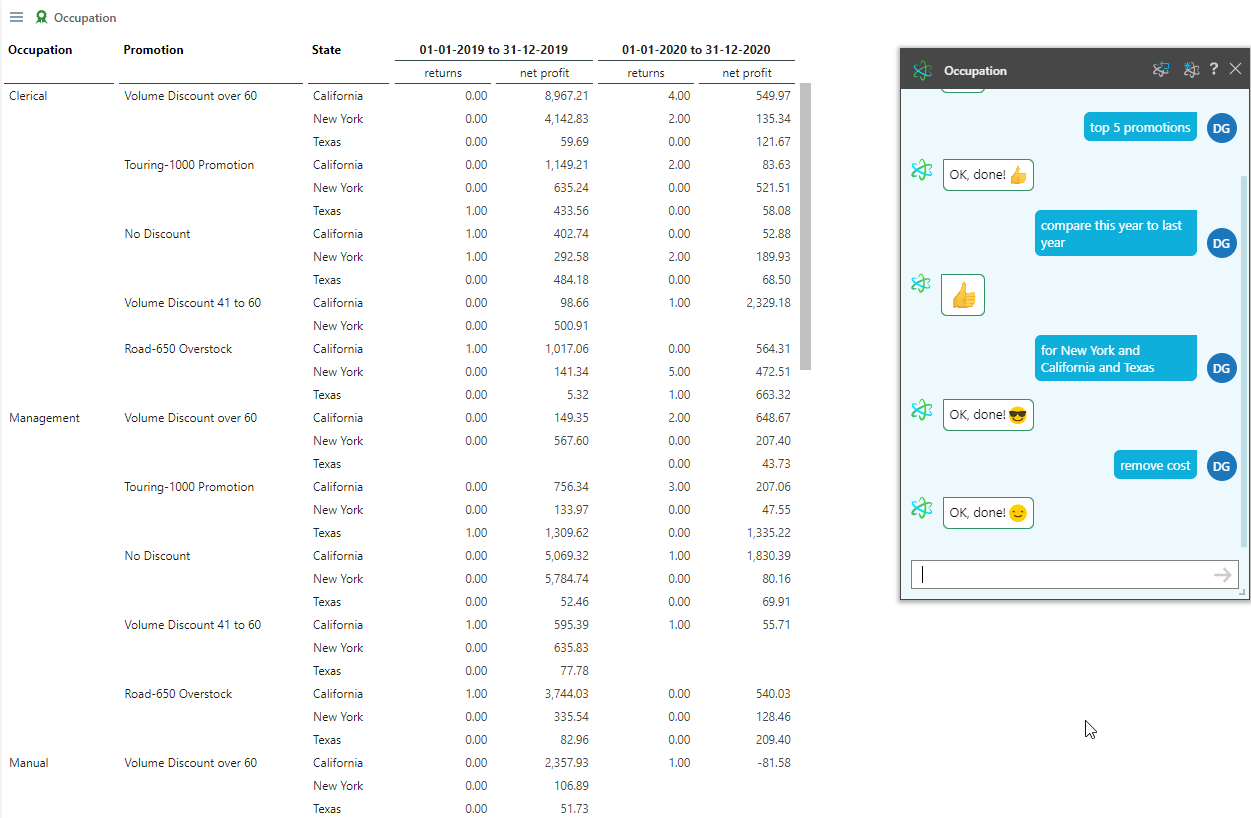 Occupation
Occupation Promotion State 01-01-2019 to 31-12-2019 01-01-2020 to 31-12-2020
returns net profit returns net profit
Clerical Volume Discount over 60 California 0.00 8,967.21 4.00 549.97
New York 0.00 4,142.83 2.00 135.34
Texas 0.00 59.69 0.00 121.67
Touring-1000 Promotion California 0.00 1,149.21 2.00 83.63
New York 0.00 635.24 0.00 521.51
Texas 1.00 433.56 0.00 58.08
No Discount California 1.00 402.74 0.00 52.88
New York 1.00 292.58 2.00 189.93
Texas 0.00 484.18 0.00 68.50
Volume Discount 41 to 60 California 0.00 98.66 1.00 2,329.18
New York 0.00 500.91
Road-650 Overstock California 1.00 1,017.06 0.00 564.31
New York 0.00 141.34 5.00 472.51
Texas 0.00 5.32 1.00 663.32
Management Volume Discount over 60 California 0.00 149.35 2.00 648.67
New York 0.00 567.60 0.00 207.40
Texas 0.00 43.73
Touring-1000 Promotion California 0.00 756.34 3.00 207.06
New York 0.00 133.97 0.00 47.55
Texas 1.00 1,309.62 0.00 1,335.22
No Discount California 0.00 5,069.32 1.00 1,830.39
New York 0.00 5,784.74 0.00 80.16
Texas 0.00 52.46 0.00 69.91
Volume Discount 41 to 60 California 1.00 595.39 1.00 55.71
New York 0.00 635.83
Texas 0.00 77.78
Road-650 Overstock California 1.00 3,744.03 0.00 540.03
New York 0.00 335.54 0.00 128.46
Texas 0.00 82.96 0.00 209.40
Manual Volume Discount over 60 California 0.00 2,357.93 1.00 -81.58
New York 0.00 106.89
Texas 0.00 51.73
Occupation ?
top 5 promotions DG
OK, done! 👍
compare this year to last
year DG
👍
for New York and
California and Texas DG
OK, done! 😎
remove cost DG
OK, done! 😉